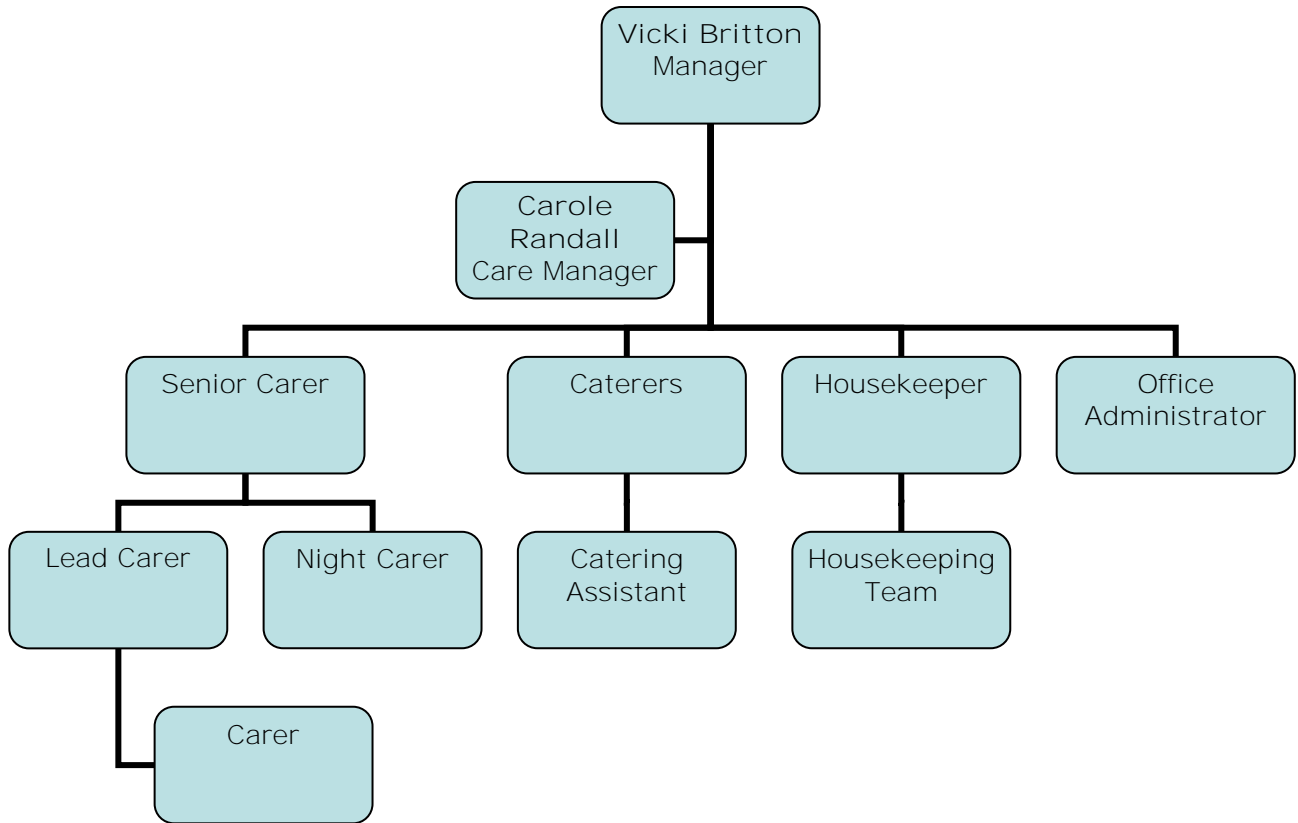 Vicki Britton
Manager
Carole
Randall
Care Manager
Senior Carer
Caterers
Housekeeper
Office
Administrator
Lead Carer
Night Carer
Catering
Assistant
Housekeeping
Team
Carer